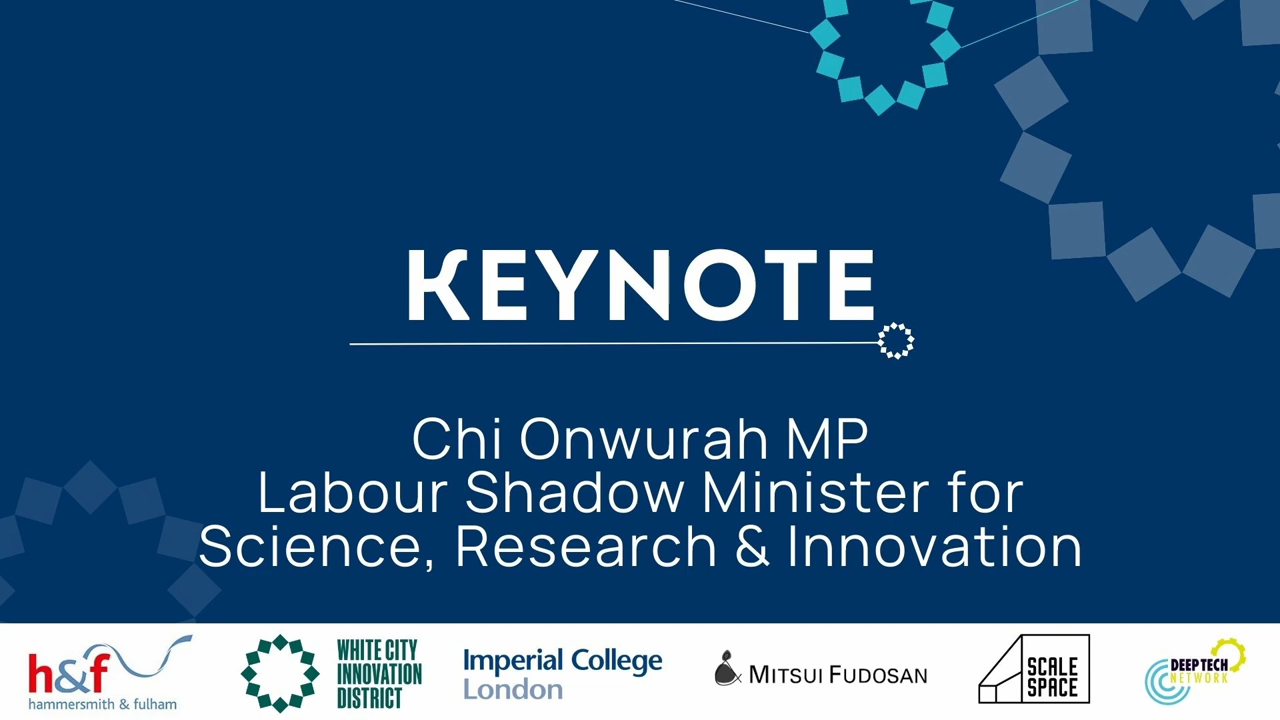 KEYNOTE
Chi Onwurah MP
Labour Shadow Minister for
Science, Research & Innovation
h&f
hammersmith & fulham
WHITE CITY
INNOVATION
DISTRICT
Imperial College
London
MITSUI FUDOSAN
SCALE
SPACE
DEEP TECH
NETWORK